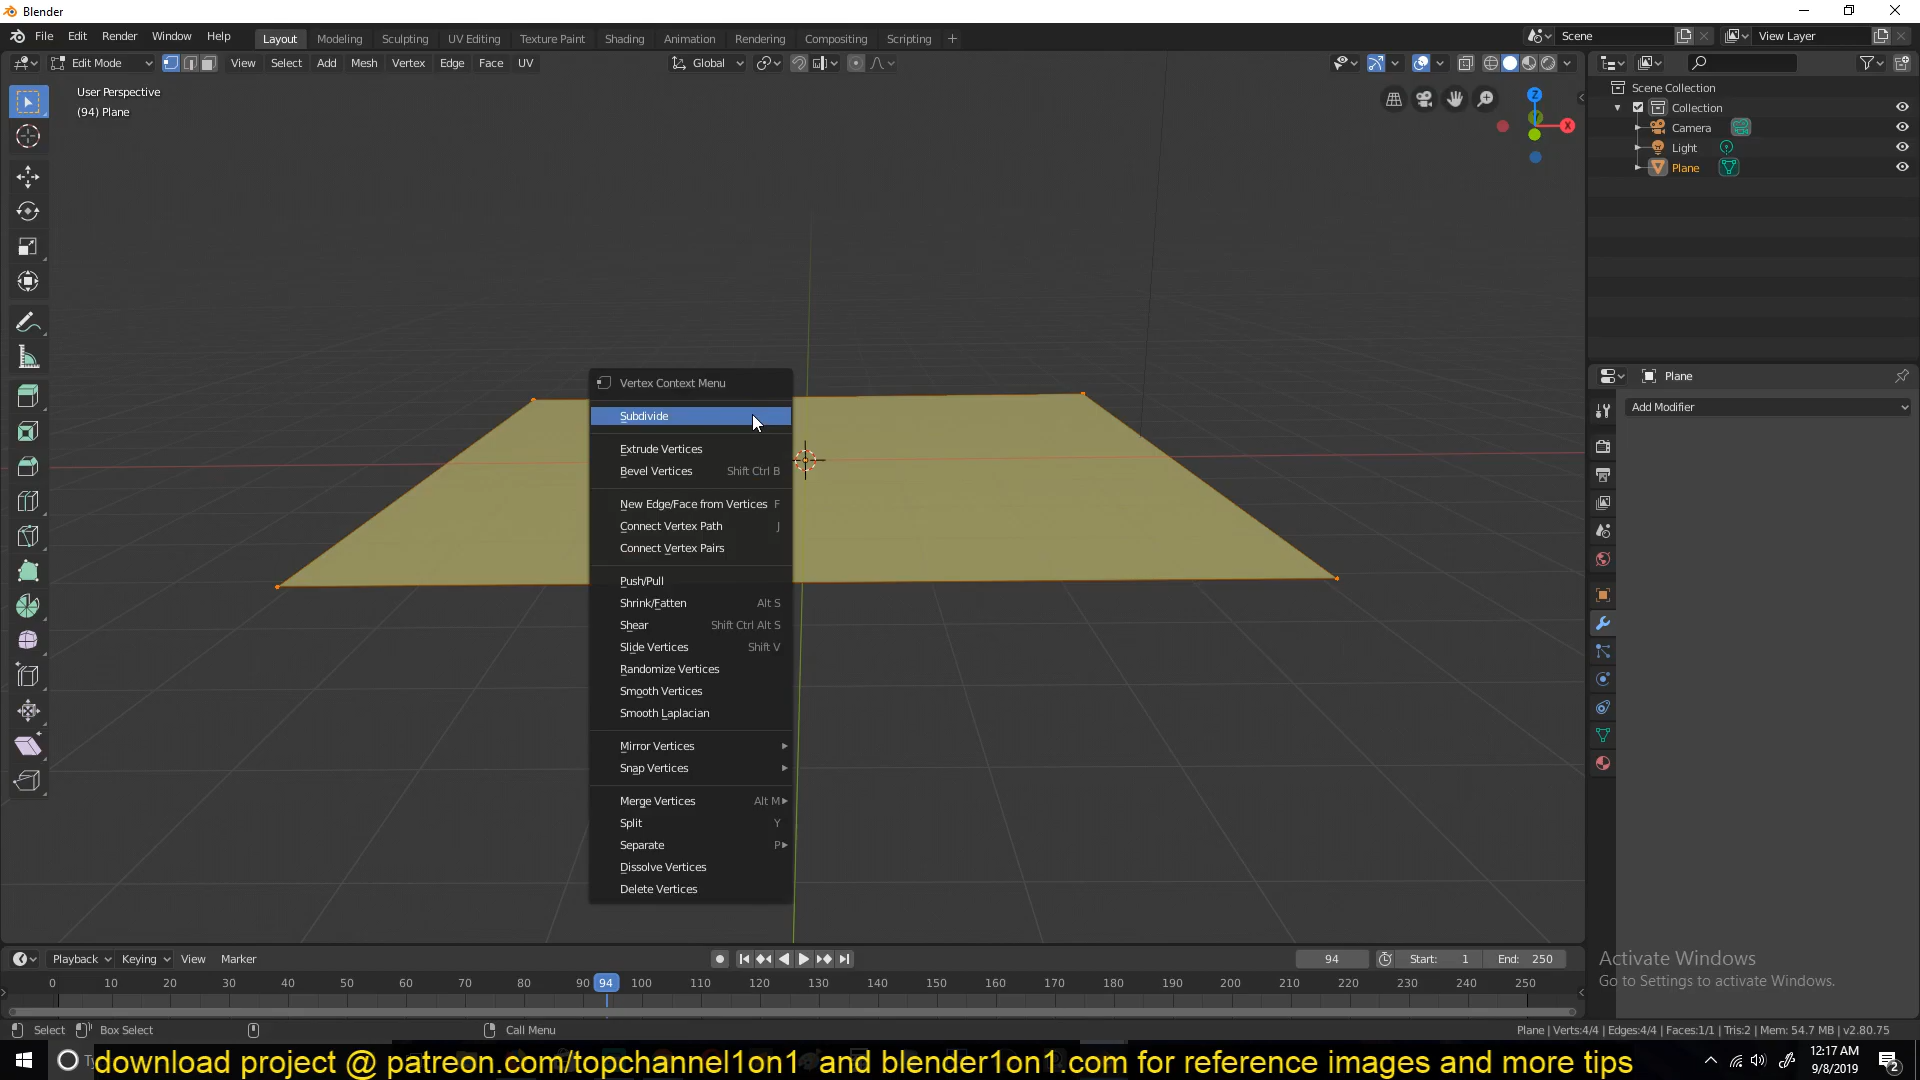 Blender
File Edit Render Window Help
Layout Modeling Sculpting UV Editing Texture Paint Shading Animation Rendering Compositing Scripting
Scene
View Layer
Edit Mode
View Select Add Mesh Vertex Edge Face UV
Global
User Perspective
(94) Plane
Z
X
Scene Collection
Collection
Camera
Light
Plane
Plane
Add Modifier
Vertex Context Menu
Subdivide
Extrude Vertices
Bevel Vertices Shift Ctrl B
New Edge/Face from Vertices F
Connect Vertex Path J
Connect Vertex Pairs
Push/Pull
Shrink/Fatten Alt S
Shear Shift Ctrl Alt S
Slide Vertices Shift V
Randomize Vertices
Smooth Vertices
Smooth Laplacian
Mirror Vertices
Snap Vertices
Merge Vertices Alt M
Split Y
Separate P
Dissolve Vertices
Delete Vertices
Activate Windows
Go to Settings to activate Windows.
Playback Keying View Marker
94
Start: 1
End: 250
0 10 20 30 40 50 60 70 80 90 94 100 110 120 130 140 150 160 170 180 190 200 210 220 230 240 250
Select Box Select Call Menu
Plane | Verts:4/4 | Edges:4/4 | Faces:1/1 | Tris:2 | Mem: 54.7 MB | v2.80.75
download project @ patreon.com/topchannel1on1 and blender1on1.com for reference images and more tips
12:17 AM
9/8/2019
2